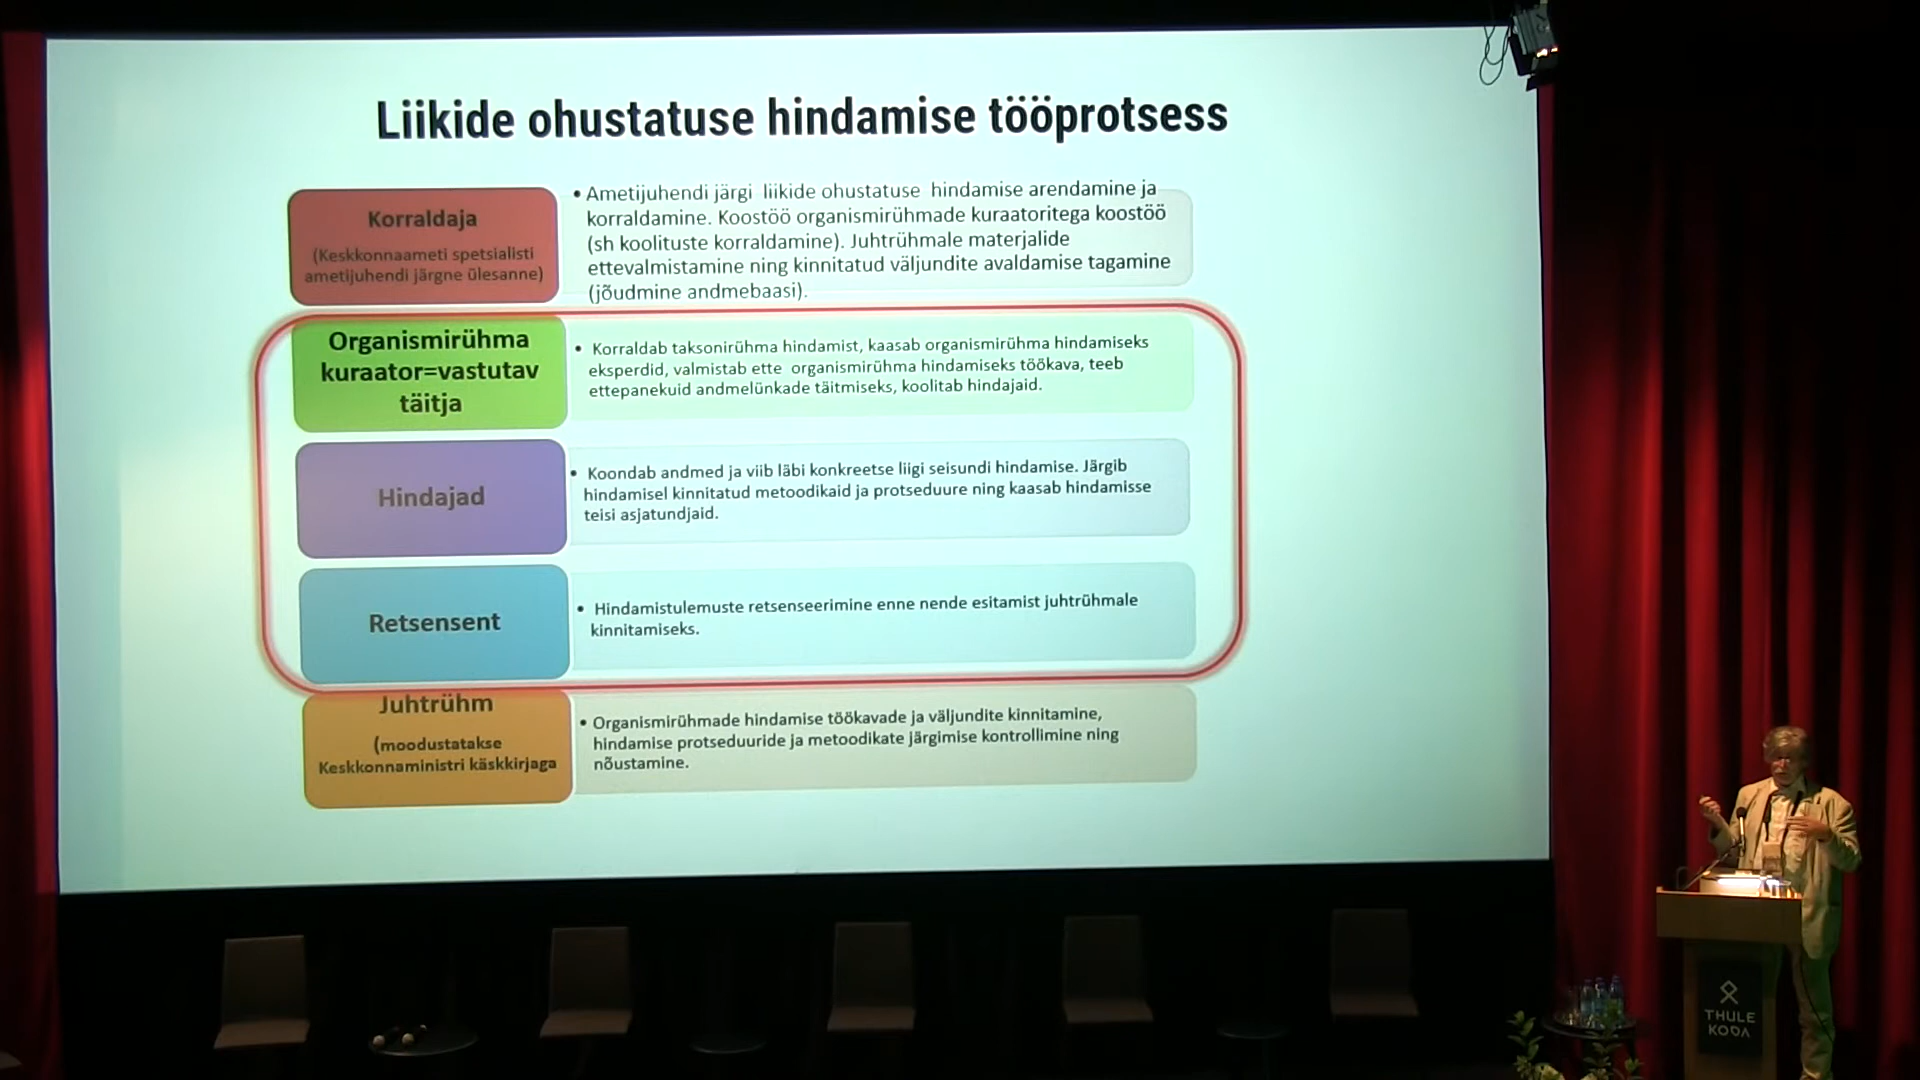 Liikide ohustatuse hindamise tööprotsess
Korraldaja
(Keskkonnaameti spetsialisti
ametijuhendi järgne ülesanne)
• Ametijuhendi järgi liikide ohustatuse hindamise arendamine ja
korraldamine. Koostöö organismirühmade kuraatoritega koostöö
(sh koolituste korraldamine). Juhtrühmale materjalide
ettevalmistamine ning kinnitatud väljundite avaldamise tagamine
(jõudmine andmebaasi).
Organismirühma
kuraator=vastutav
täitja
• Korraldab taksonirühma hindamist, kaasab organismirühma hindamiseks
eksperdid, valmistab ette organismirühma hindamiseks töökava, teeb
ettepanekuid andmelünkade täitmiseks, koolitab hindajaid.
Hindajad
• Koondab andmed ja viib läbi konkreetse liigi seisundi hindamise. Järgib
hindamisel kinnitatud metoodikaid ja protseduure ning kaasab hindamisse
teisi asjatundjaid.
Retsensent
• Hindamistulemuste retsenseerimine enne nende esitamist juhtrühmale
kinnitamiseks.
Juhtrühm
(moodustatakse
Keskkonnaministri käskkirjaga
• Organismirühmade hindamise töökavade ja väljundite kinnitamine,
hindamise protseduuride ja metoodikate järgimise kontrollimine ning
nõustamine.
THULE
KODA